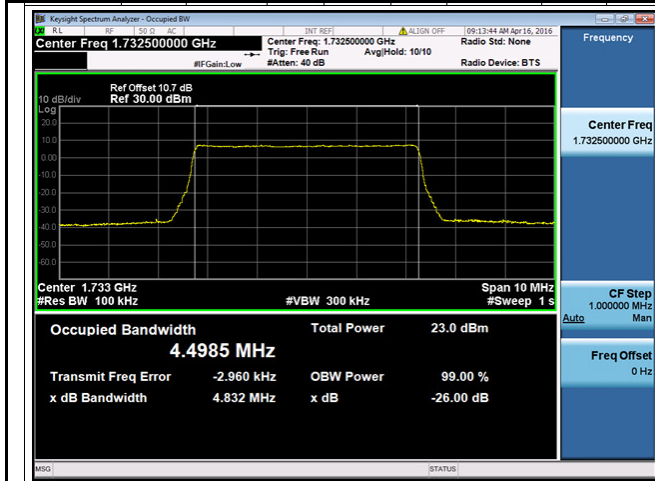 Keysight Spectrum Analyzer - Occupied BW
RL RF 50 Ω AC INT REF ALIGN OFF 09:13:44 AM Apr 16, 2016
Center Freq 1.732500000 GHz Center Freq: 1.732500000 GHz Radio Std: None Frequency
Trig: Free Run Avg|Hold: 10/10
#IFGain:Low #Atten: 40 dB Radio Device: BTS
Ref Offset 10.7 dB
10 dB/div Ref 30.00 dBm
Log
20.0
10.0
0.00
-10.0
-20.0
-30.0
-40.0
-50.0
-60.0
Center Freq
1.732500000 GHz
Center 1.733 GHz Span 10 MHz
#Res BW 100 kHz #VBW 300 kHz #Sweep 1 s
CF Step
1.000000 MHz
Auto Man
Occupied Bandwidth Total Power 23.0 dBm
4.4985 MHz
Transmit Freq Error -2.960 kHz OBW Power 99.00 %
x dB Bandwidth 4.832 MHz x dB -26.00 dB
Freq Offset
0 Hz
MSG STATUS